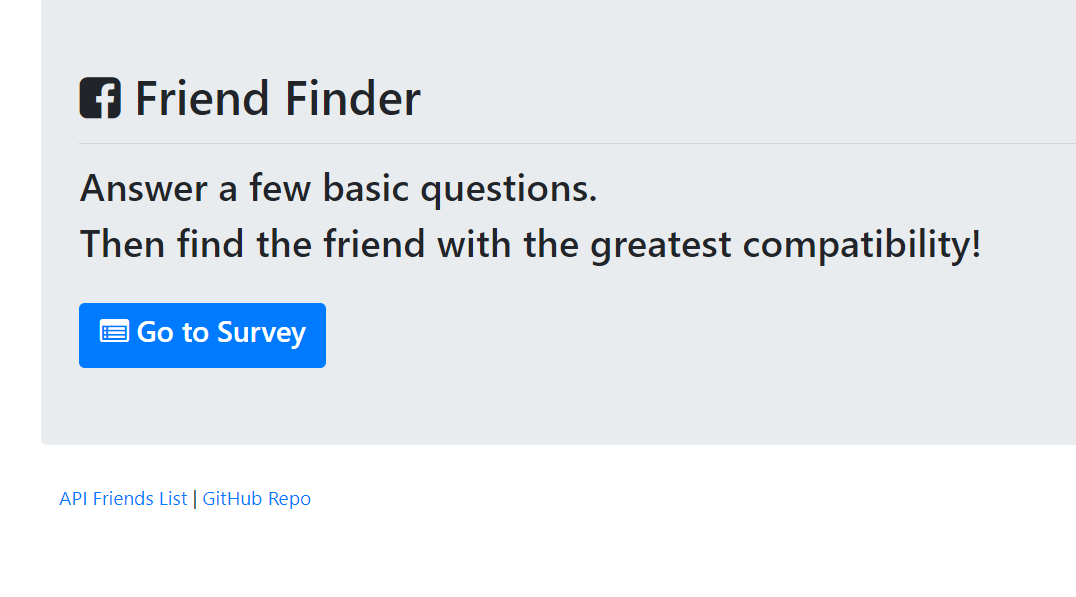 Friend Finder
Answer a few basic questions.
Then find the friend with the greatest compatibility!
Go to Survey
API Friends List | GitHub Repo